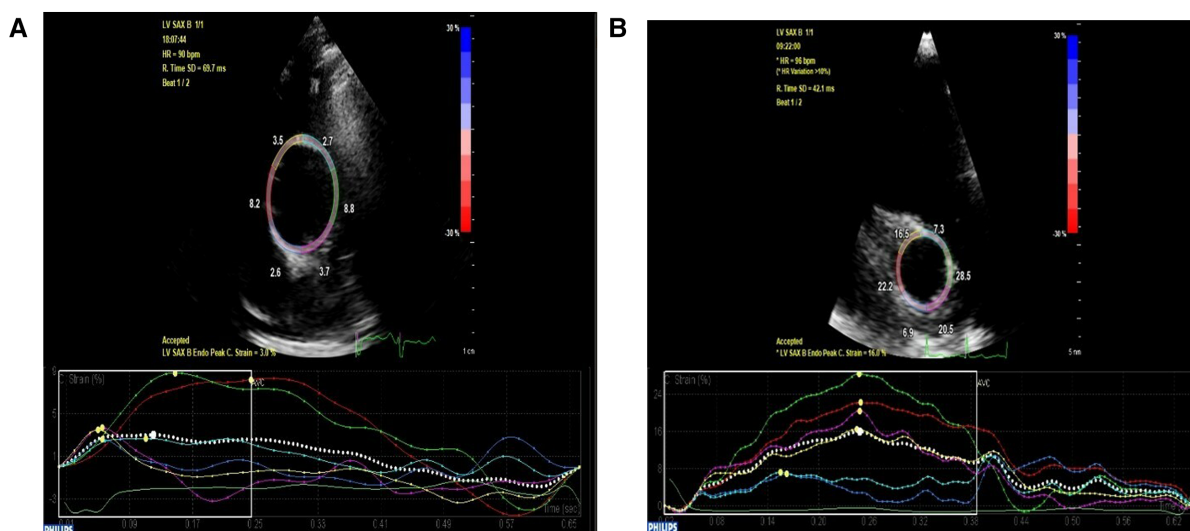 A
LV SAX B 1/1
18:07:44
HR = 90 bpm
R. Time SD = 69.7 ms
Beat 1 / 2
30 %
-30 %
3.5
2.7
8.2
8.8
2.6
3.7
Accepted
LV SAX B Endo Peak C. Strain = 3.0 %
1 cm
C. Strain (%)
AVC
1
0.09
0.17
0.25
0.33
0.41
0.49
0.57
0.65
Time (sec)
PHILIPS
B
LV SAX B 1/1
09:22:00
* HR = 96 bpm
(* HR Variation >10%)
R. Time SD = 42.1 ms
Beat 1 / 2
30 %
-30 %
16.5
7.3
22.2
28.5
6.9
20.5
Accepted
* LV SAX B Endo Peak C. Strain = 16.0 %
5 mm
C. Strain (%)
AVC
24
16
8
0
0.08
0.14
0.20
0.26
0.32
0.38
0.44
0.50
0.56
0.62
Time (sec)
PHILIPS